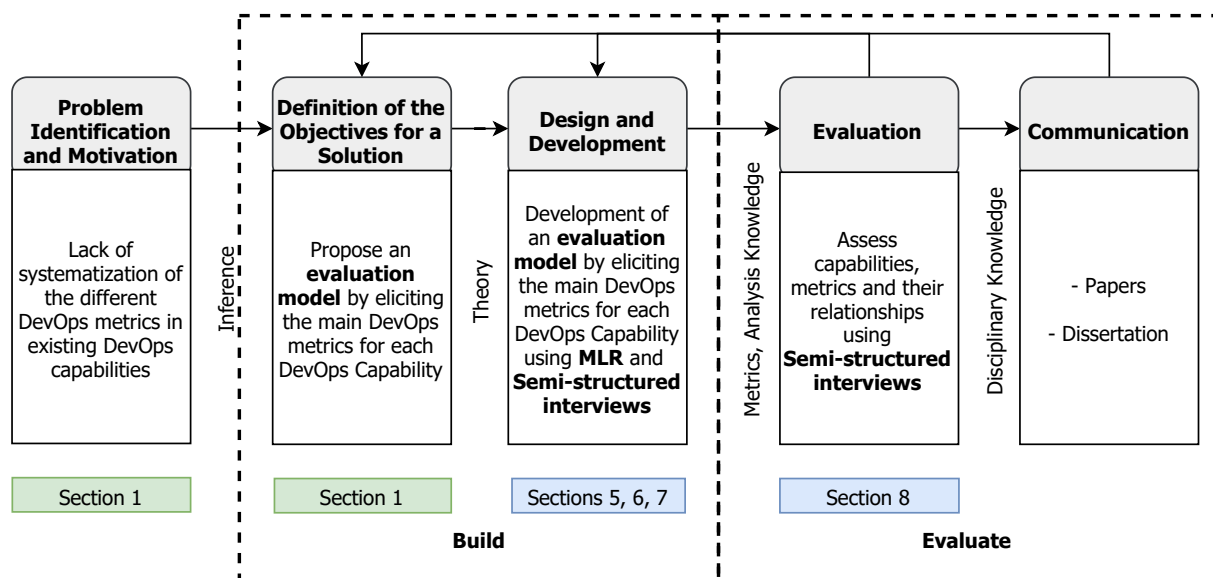 Problem
Identification
and Motivation
Lack of
systematization of
the different
DevOps metrics in
existing DevOps
capabilities
Section 1
Inference
Definition of the
Objectives for a
Solution
Propose an
evaluation
model by eliciting
the main DevOps
metrics for each
DevOps Capability
Section 1
Theory
Design and
Development
Development of
an evaluation
model by eliciting
the main DevOps
metrics for each
DevOps Capability
using MLR and
Semi-structured
interviews
Sections 5, 6, 7
Build
Metrics, Analysis Knowledge
Evaluation
Assess
capabilities,
metrics and their
relationships
using
Semi-structured
interviews
Section 8
Disciplinary Knowledge
Communication
- Papers
- Dissertation
Evaluate